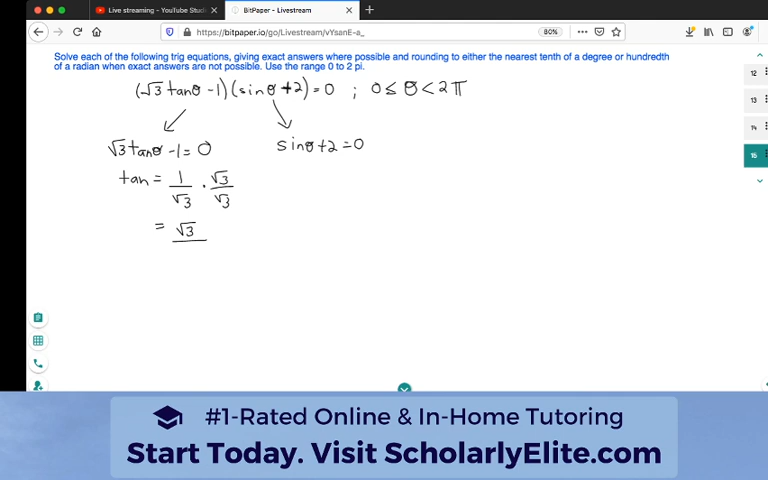 Live streaming - YouTube Stud
BitPaper - Livestream
https://bitpaper.io/go/Livestream/vYsanE-a_
80%
Solve each of the following trig equations, giving exact answers where possible and rounding to either the nearest tenth of a degree or hundredth
of a radian when exact answers are not possible. Use the range 0 to 2 pi.
(√3 tanθ -1)(sinθ +2) = 0 ; 0 ≤ θ < 2π
√3 tanθ -1 = 0
sinθ +2 = 0
tan = 1/√3 · √3/√3
= √3
12
13
14
15
#1-Rated Online & In-Home Tutoring
Start Today. Visit ScholarlyElite.com